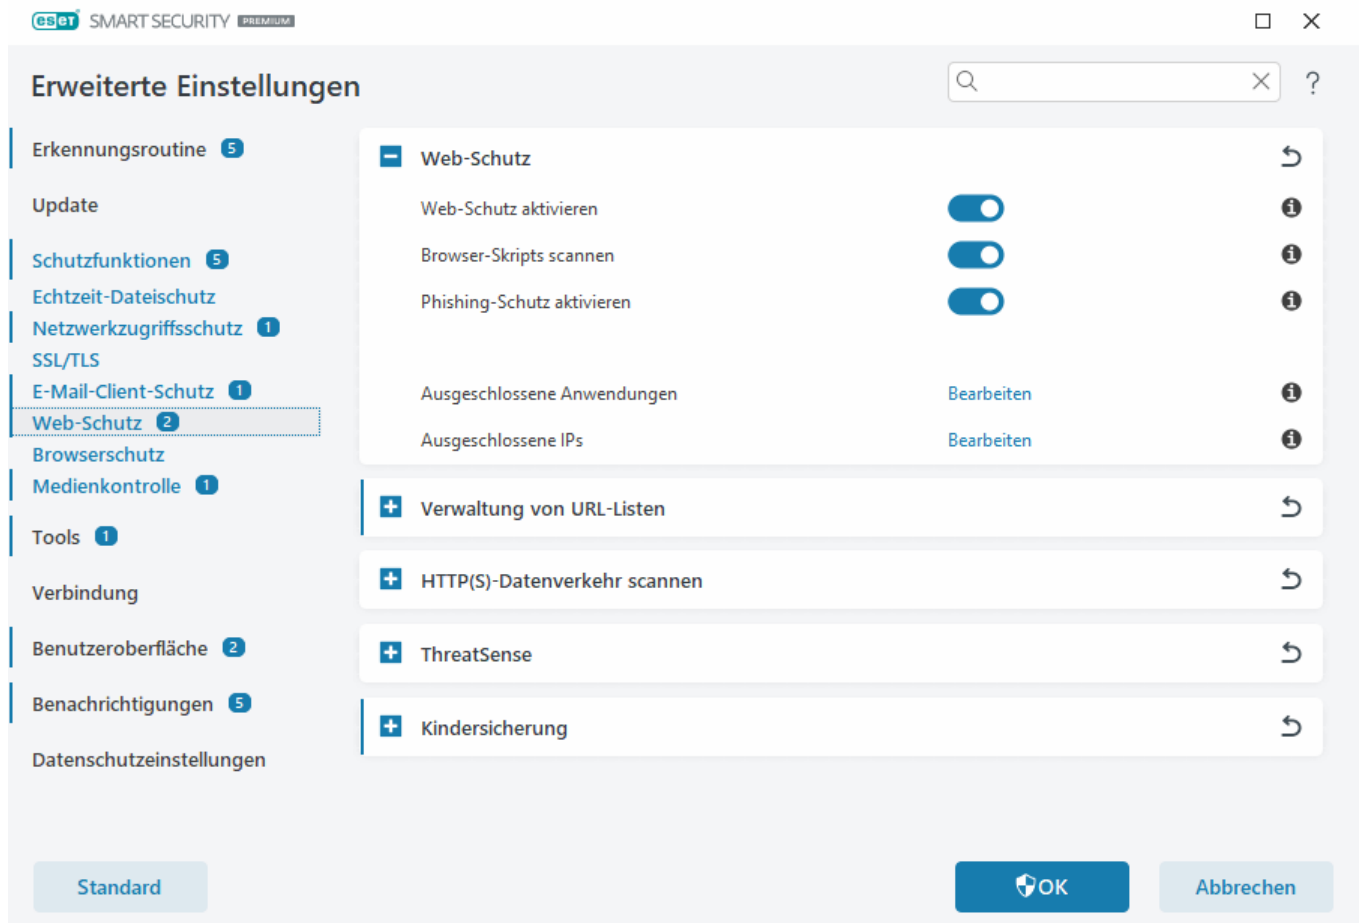 eset SMART SECURITY PREMIUM
Erweiterte Einstellungen
?
Erkennungsroutine 5
Update
Schutzfunktionen 5
Echtzeit-Dateischutz
Netzwerkzugriffsschutz 1
SSL/TLS
E-Mail-Client-Schutz 1
Web-Schutz 2
Browserschutz
Medienkontrolle 1
Tools 1
Verbindung
Benutzeroberfläche 2
Benachrichtigungen 5
Datenschutzeinstellungen
Web-Schutz
Web-Schutz aktivieren
Browser-Skripts scannen
Phishing-Schutz aktivieren
Ausgeschlossene Anwendungen Bearbeiten
Ausgeschlossene IPs Bearbeiten
Verwaltung von URL-Listen
HTTP(S)-Datenverkehr scannen
ThreatSense
Kindersicherung
Standard
OK
Abbrechen